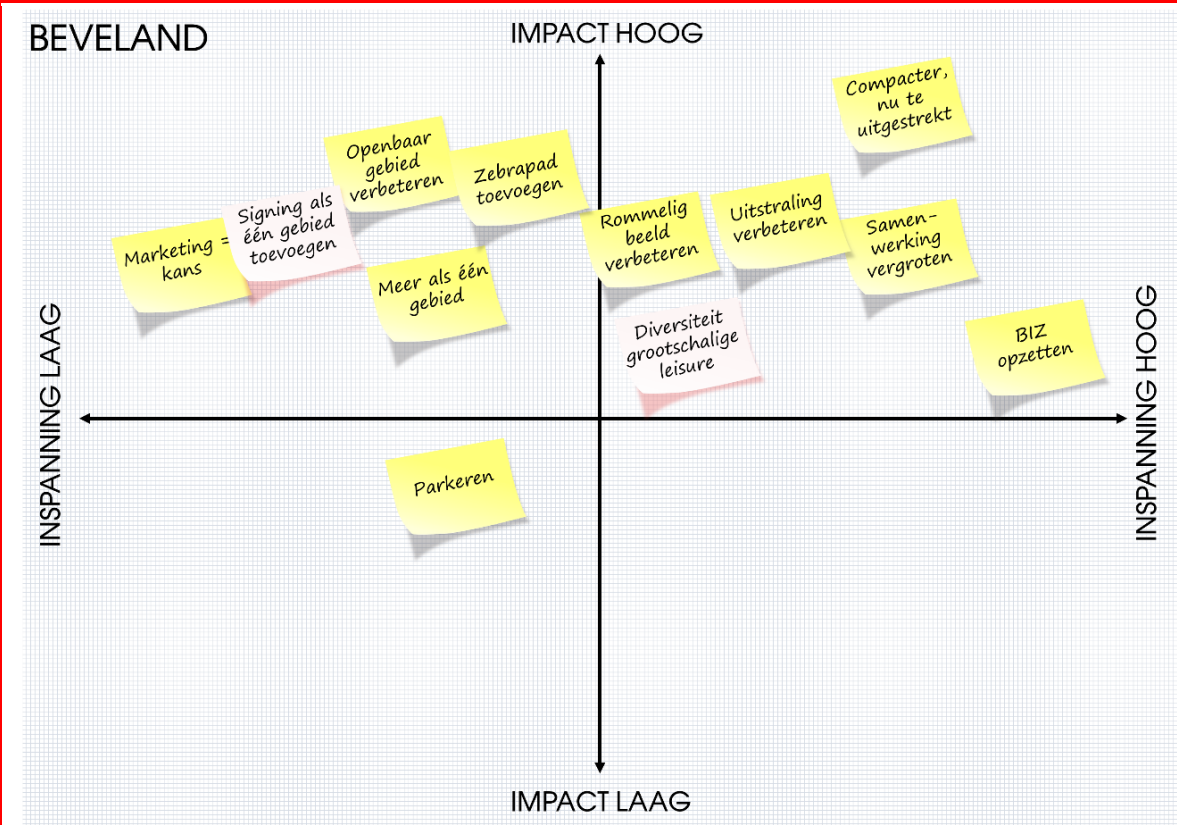 BEVELAND
IMPACT HOOG
Compacter,
nu te
uitgestrekt
Openbaar
gebied
verbeteren
Zebrapad
toevoegen
Signing als
één gebied
toevoegen
Marketing =
kans
Meer als één
gebied
Rommelig
beeld
verbeteren
Uitstraling
verbeteren
Samen-
werking
vergroten
Diversiteit
grootschalige
leisure
BIZ
opzetten
INSPANNING LAAG
INSPANNING HOOG
Parkeren
IMPACT LAAG